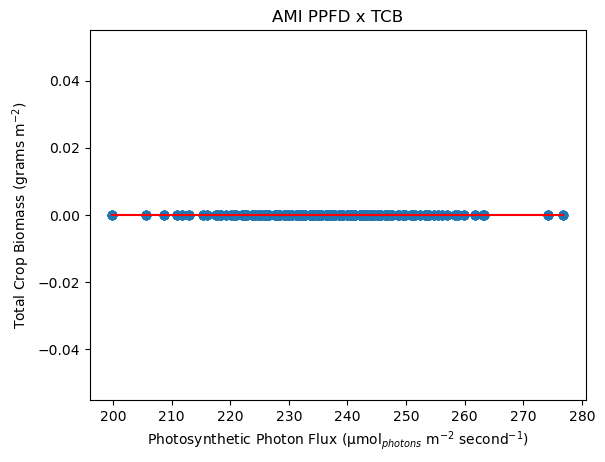 AMI PPFD x TCB
Total Crop Biomass (grams m⁻²)
0.04
0.02
0.00
−0.02
−0.04
200 210 220 230 240 250 260 270 280
Photosynthetic Photon Flux (μmolₚₕₒₜₒₙₛ m⁻² second⁻¹)